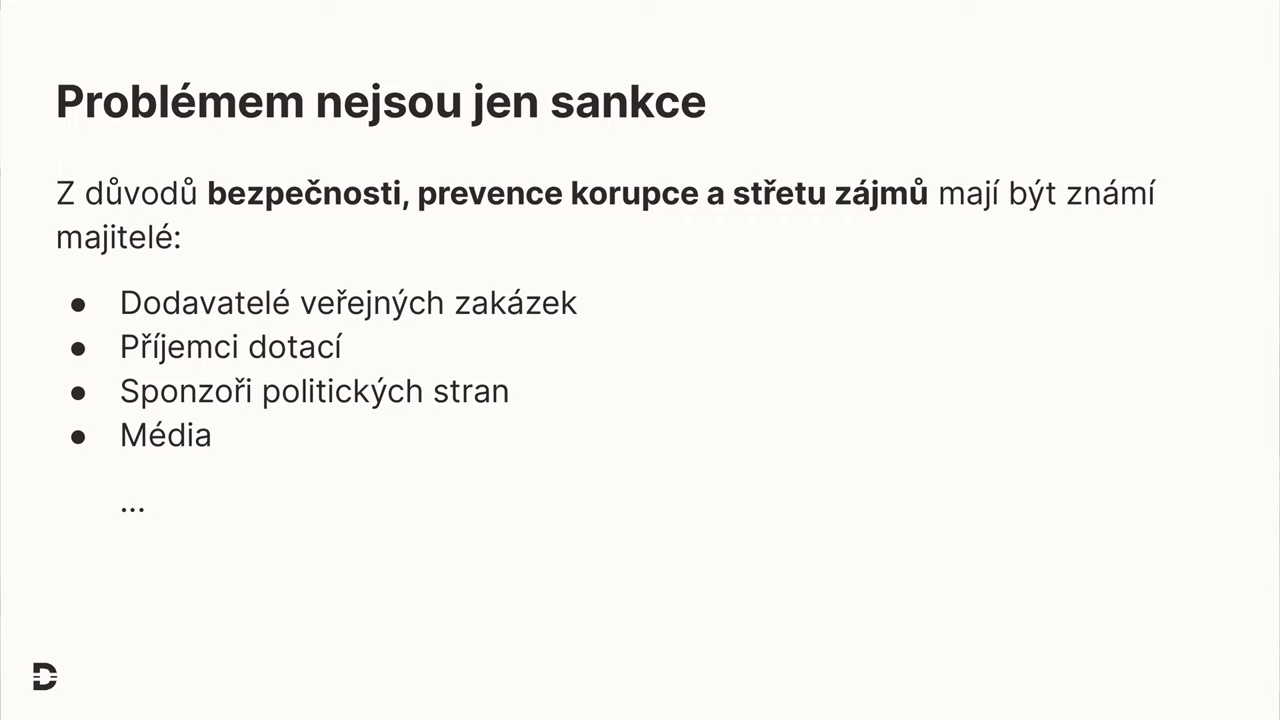 Problémem nejsou jen sankce
Z důvodů bezpečnosti, prevence korupce a střetu zájmů mají být známí
majitelé:
● Dodavatelé veřejných zakázek
● Příjemci dotací
● Sponzoři politických stran
● Média
...
D